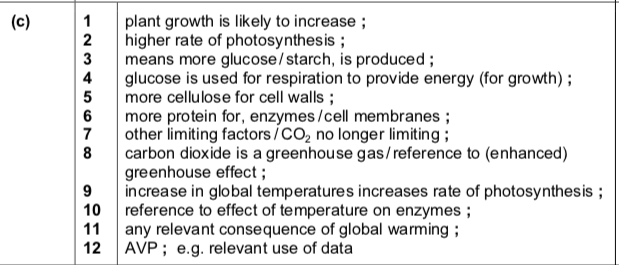 (c) 1 plant growth is likely to increase ;
2 higher rate of photosynthesis ;
3 means more glucose/starch, is produced ;
4 glucose is used for respiration to provide energy (for growth) ;
5 more cellulose for cell walls ;
6 more protein for, enzymes/cell membranes ;
7 other limiting factors/CO₂ no longer limiting ;
8 carbon dioxide is a greenhouse gas/reference to (enhanced)
greenhouse effect ;
9 increase in global temperatures increases rate of photosynthesis ;
10 reference to effect of temperature on enzymes ;
11 any relevant consequence of global warming ;
12 AVP ; e.g. relevant use of data